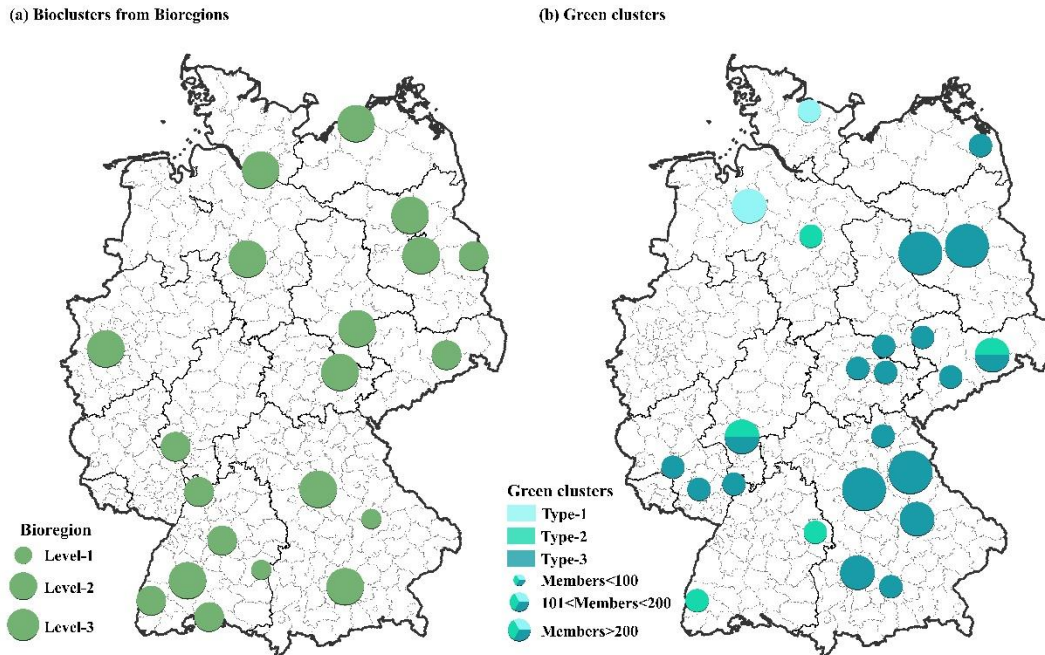 (a) Bioclusters from Bioregions
(b) Green clusters
Bioregion
Level-1
Level-2
Level-3
Green clusters
Type-1
Type-2
Type-3
Members<100
101<Members<200
Members>200